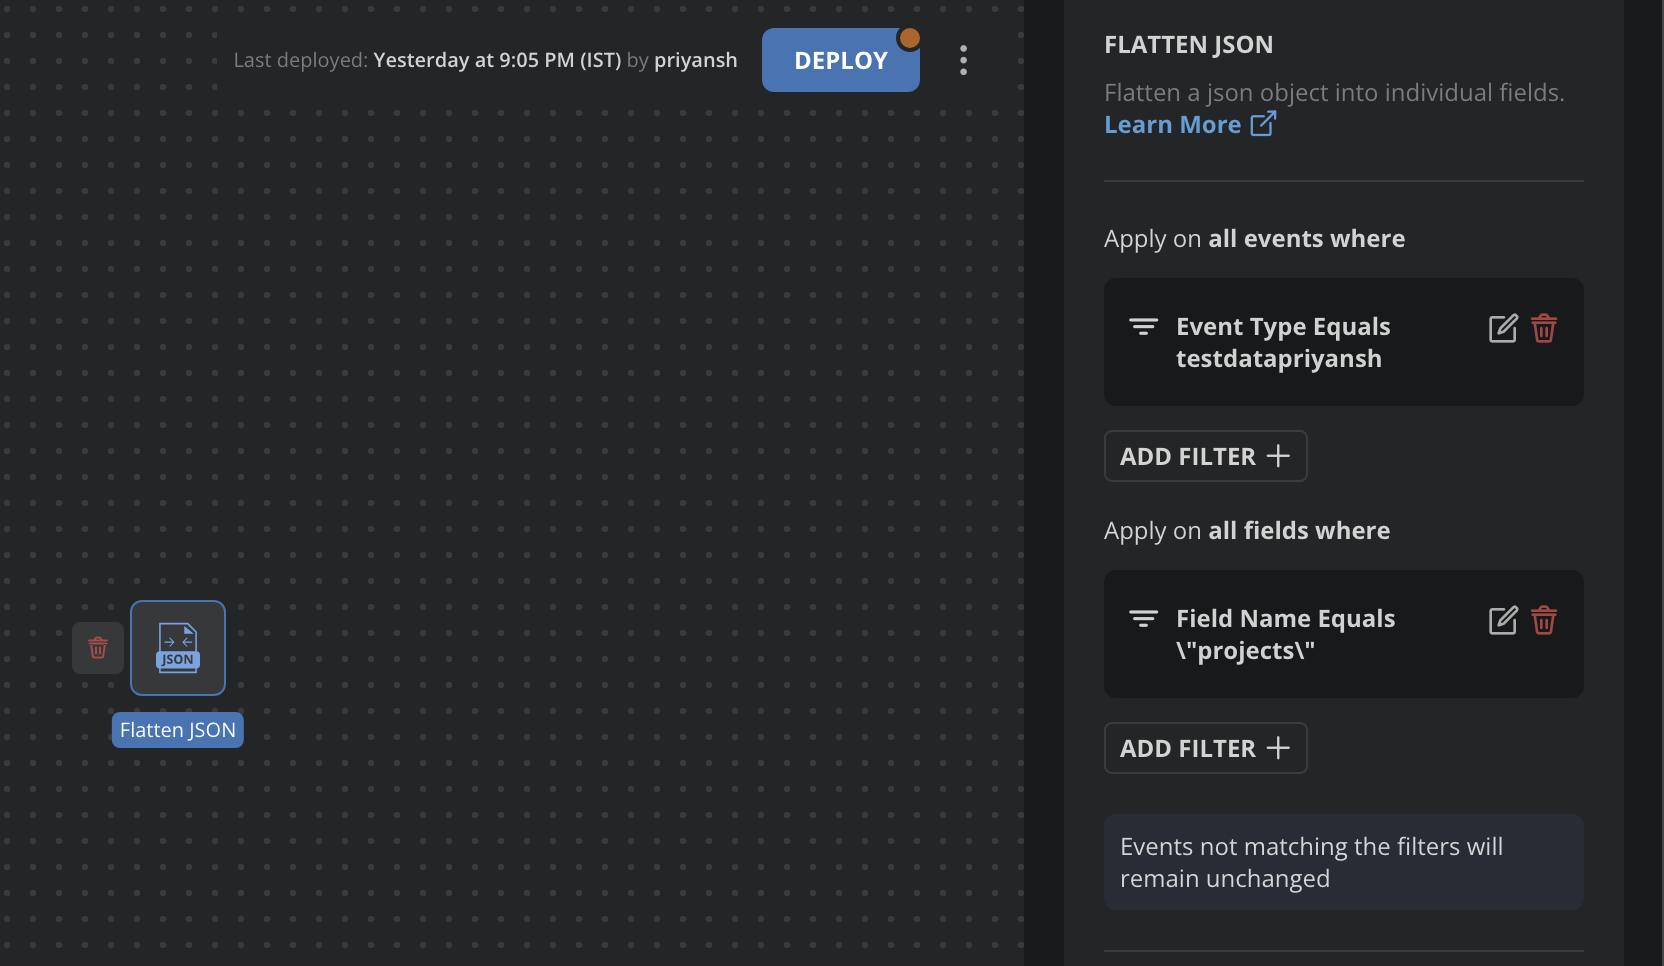 Last deployed: Yesterday at 9:05 PM (IST) by priyansh
DEPLOY
JSON
Flatten JSON
FLATTEN JSON
Flatten a json object into individual fields.
Learn More
Apply on all events where
Event Type Equals
testdatapriyansh
ADD FILTER
Apply on all fields where
Field Name Equals
\"projects\"
ADD FILTER
Events not matching the filters will
remain unchanged